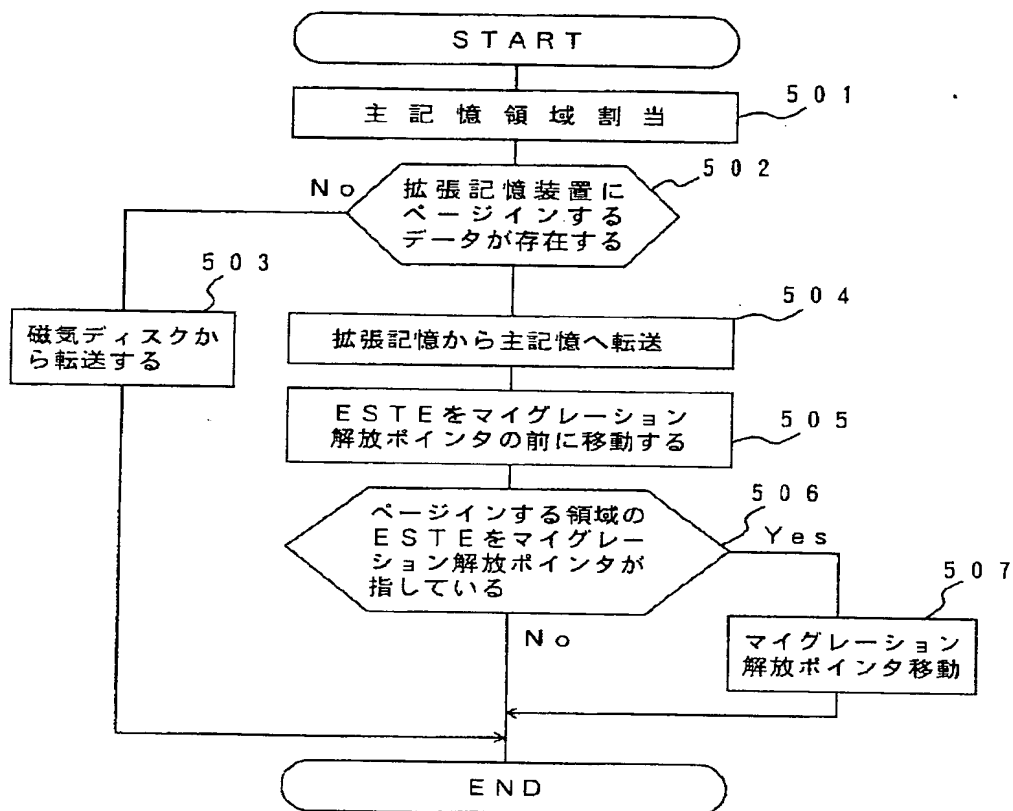 START
主記憶領域割当
501
502
No
拡張記憶装置に
ページインする
データが存在する
503
磁気ディスクか
ら転送する
504
拡張記憶から主記憶へ転送
ESTEをマイグレーション
解放ポインタの前に移動する
505
506
ページインする領域の
ESTEをマイグレー
ション解放ポインタが
指している
Yes
507
No
マイグレーション
解放ポインタ移動
END